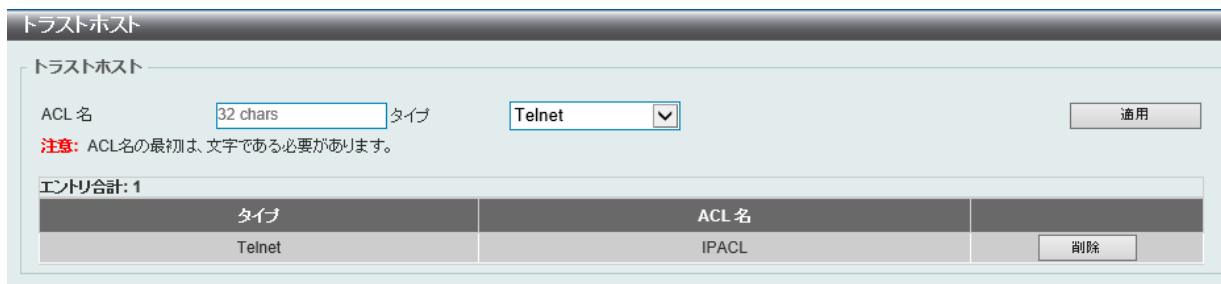 トラストホスト
トラストホスト
ACL 名 32 chars タイプ Telnet 適用
注意: ACL名の最初は、文字である必要があります。
エントリ合計: 1
タイプ ACL 名
Telnet IPACL 削除